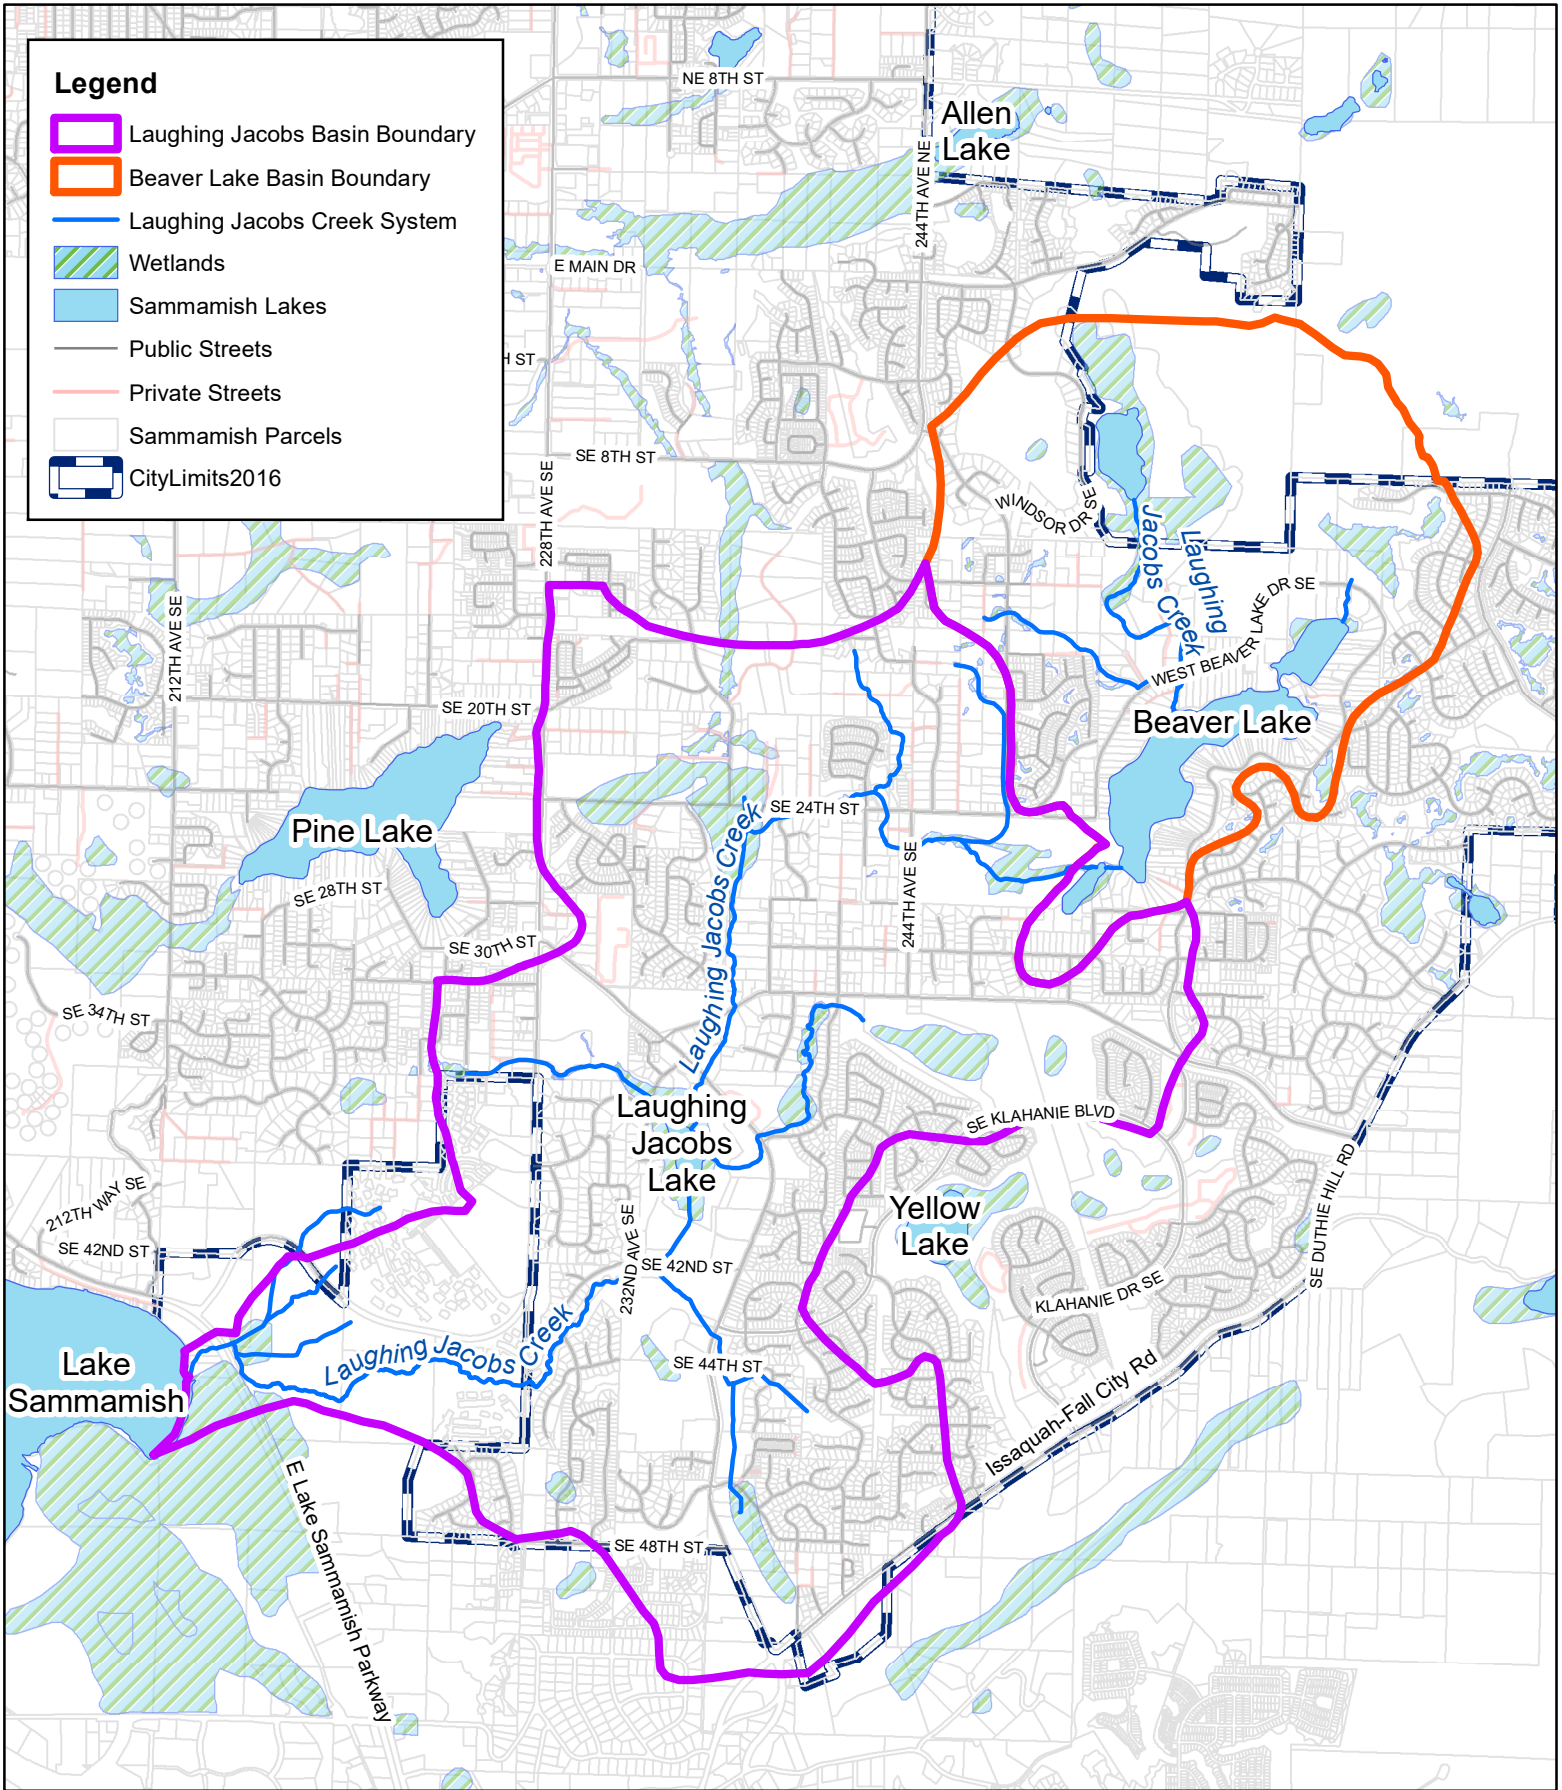 Legend
Laughing Jacobs Basin Boundary
Beaver Lake Basin Boundary
Laughing Jacobs Creek System
Wetlands
Sammamish Lakes
Public Streets
Private Streets
Sammamish Parcels
CityLimits2016
NE 8TH ST
Allen
Lake
244TH AVE NE
E MAIN DR
H ST
SE 8TH ST
228TH AVE SE
WINDSOR DR SE
Laughing
Jacobs Creek
WEST BEAVER LAKE DR SE
212TH AVE SE
SE 20TH ST
Beaver Lake
Pine Lake
SE 24TH ST
Laughing Jacobs Creek
244TH AVE SE
SE 28TH ST
SE 30TH ST
SE 34TH ST
Laughing
Jacobs
Lake
SE KLAHANIE BLVD
Yellow
Lake
212TH WAY SE
SE 42ND ST
SE 42ND ST
232ND AVE SE
SE DUTHIE HILL RD
KLAHANIE DR SE
Laughing Jacobs Creek
Lake
Sammamish
SE 44TH ST
Issaquah-Fall City Rd
E Lake Sammamish Parkway
SE 48TH ST